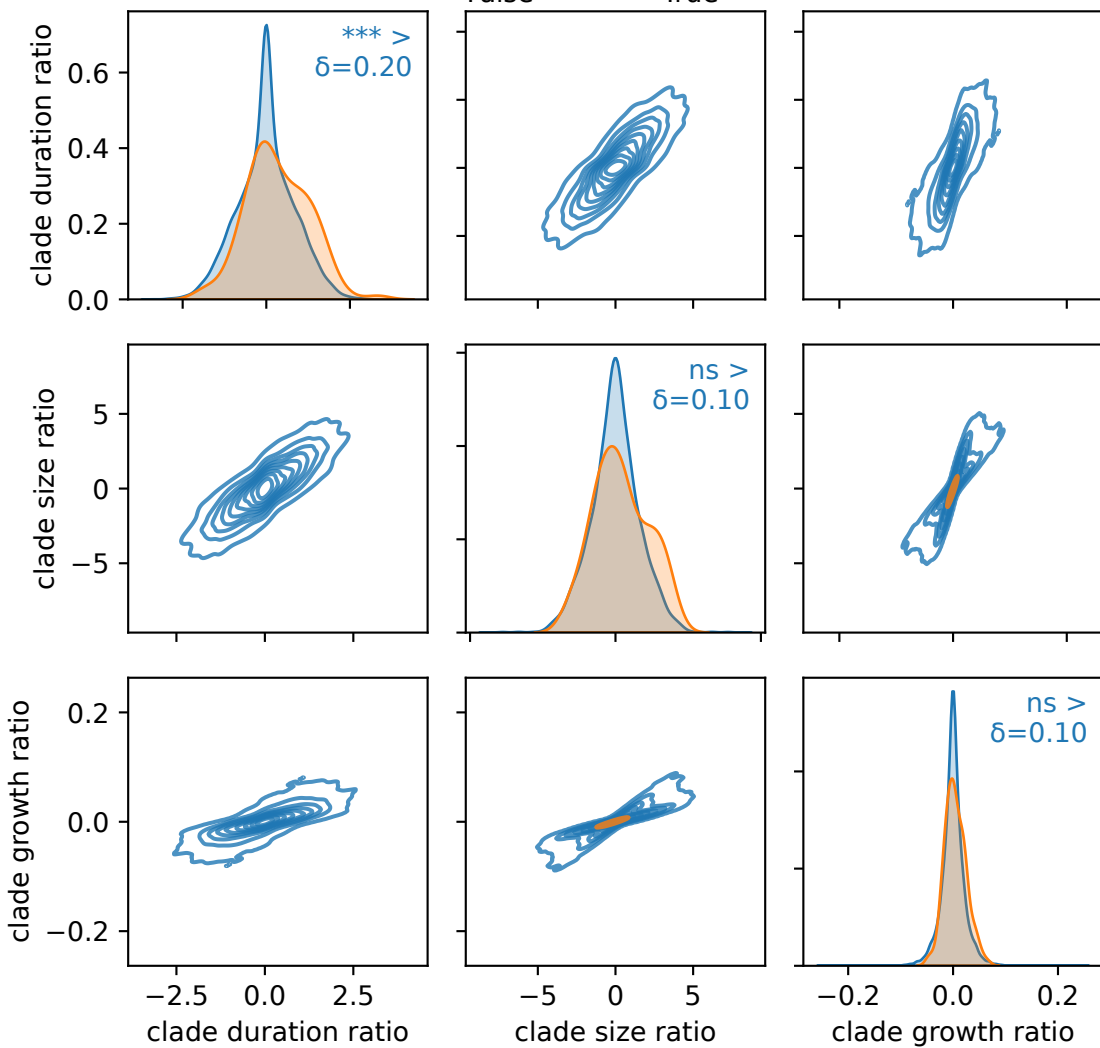 True
clade duration ratio
0.6
0.4
0.2
0.0
*** >
δ=0.20
clade size ratio
5
0
−5
ns >
δ=0.10
clade growth ratio
0.2
0.0
−0.2
ns >
δ=0.10
−2.5 0.0 2.5
−5 0 5
−0.2 0.0 0.2
clade duration ratio
clade size ratio
clade growth ratio